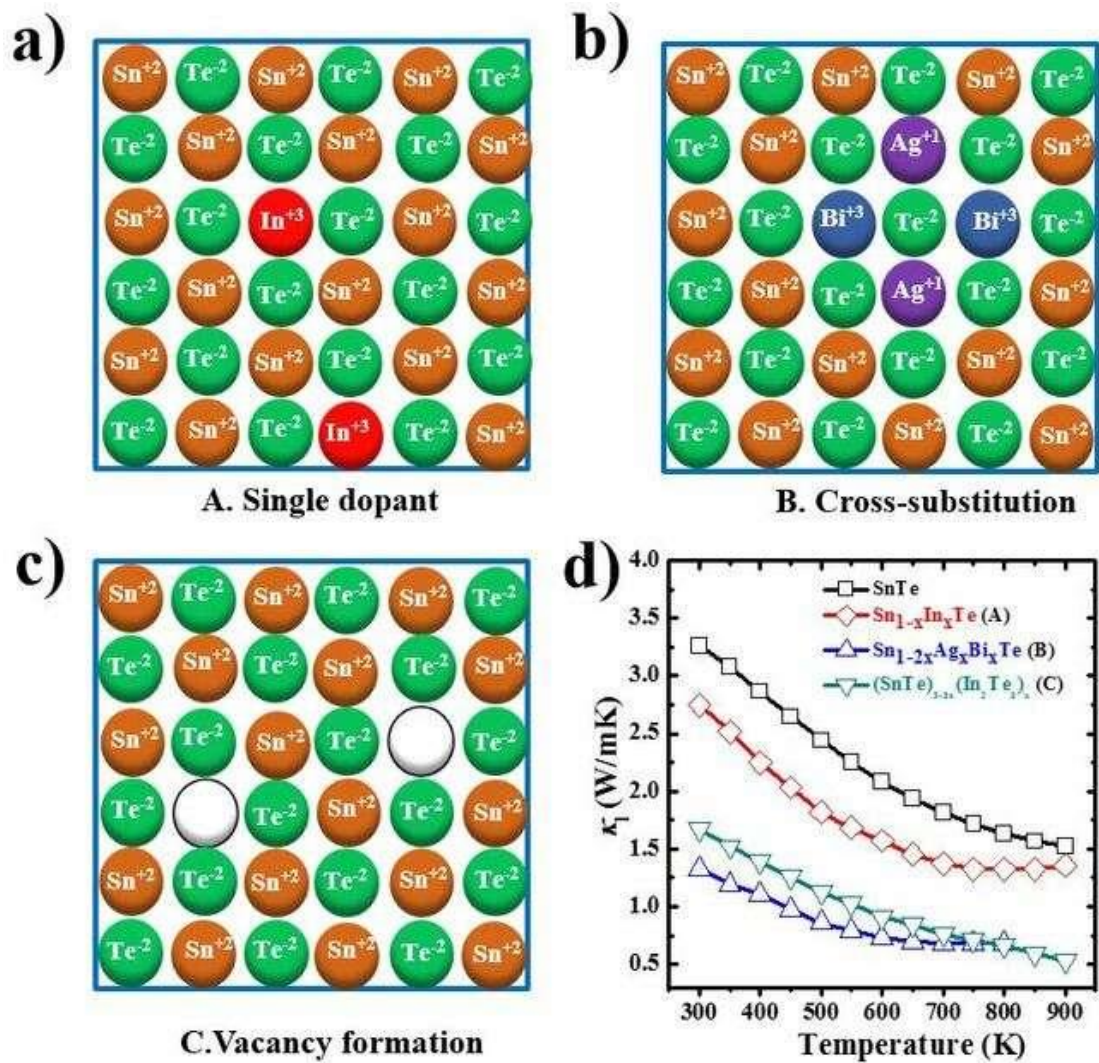 a)
Sn+2 Te-2 Sn+2 Te-2 Sn+2 Te-2
Te-2 Sn+2 Te-2 Sn+2 Te-2 Sn+2
Sn+2 Te-2 In+3 Te-2 Sn+2 Te-2
Te-2 Sn+2 Te-2 Sn+2 Te-2 Sn+2
Sn+2 Te-2 Sn+2 Te-2 Sn+2 Te-2
Te-2 Sn+2 Te-2 In+3 Te-2 Sn+2
A. Single dopant
b)
Sn+2 Te-2 Sn+2 Te-2 Sn+2 Te-2
Te-2 Sn+2 Te-2 Ag+1 Te-2 Sn+2
Sn+2 Te-2 Bi+3 Te-2 Bi+3 Te-2
Te-2 Sn+2 Te-2 Ag+1 Te-2 Sn+2
Sn+2 Te-2 Sn+2 Te-2 Sn+2 Te-2
Te-2 Sn+2 Te-2 Sn+2 Te-2 Sn+2
B. Cross-substitution
c)
Sn+2 Te-2 Sn+2 Te-2 Sn+2 Te-2
Te-2 Sn+2 Te-2 Sn+2 Te-2 Sn+2
Sn+2 Te-2 Sn+2 Te-2 Te-2
Te-2 Te-2 Sn+2 Te-2 Sn+2
Sn+2 Te-2 Sn+2 Te-2 Sn+2 Te-2
Te-2 Sn+2 Te-2 Sn+2 Te-2 Sn+2
C.Vacancy formation
d)
4.0
3.5
3.0
2.5
2.0
1.5
1.0
0.5
κl (W/mK)
SnTe
Sn1-xInxTe (A)
Sn1-2xAgxBixTe (B)
(SnTe)3-3x(In2Te3)x (C)
300 400 500 600 700 800 900
Temperature (K)